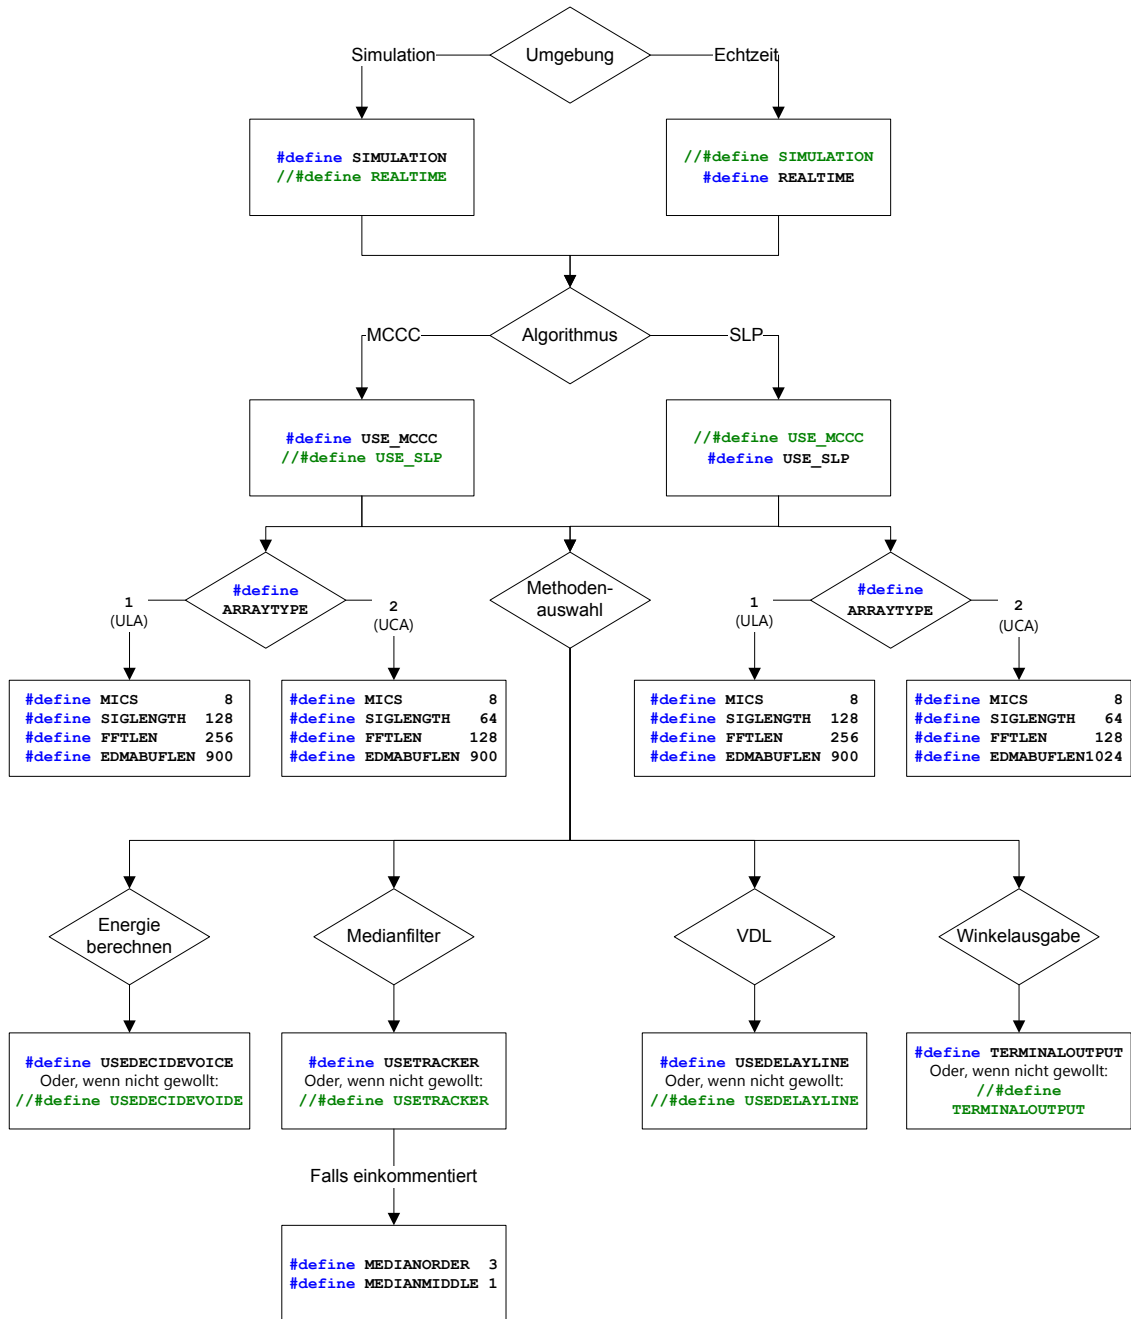 Umgebung
Simulation
Echtzeit
#define SIMULATION
//#define REALTIME
//#define SIMULATION
#define REALTIME
Algorithmus
MCCC
SLP
#define USE_MCCC
//#define USE_SLP
//#define USE_MCCC
#define USE_SLP
#define
ARRAYTYPE
1
(ULA)
2
(UCA)
Methoden-
auswahl
#define
ARRAYTYPE
1
(ULA)
2
(UCA)
#define MICS 8
#define SIGLENGTH 128
#define FFTLEN 256
#define EDMABUFLEN 900
#define MICS 8
#define SIGLENGTH 64
#define FFTLEN 128
#define EDMABUFLEN 900
#define MICS 8
#define SIGLENGTH 128
#define FFTLEN 256
#define EDMABUFLEN 900
#define MICS 8
#define SIGLENGTH 64
#define FFTLEN 128
#define EDMABUFLEN1024
Energie
berechnen
Medianfilter
VDL
Winkelausgabe
#define USEDECIDEVOICE
Oder, wenn nicht gewollt:
//#define USEDECIDEVOIDE
#define USETRACKER
Oder, wenn nicht gewollt:
//#define USETRACKER
#define USEDELAYLINE
Oder, wenn nicht gewollt:
//#define USEDELAYLINE
#define TERMINALOUTPUT
Oder, wenn nicht gewollt:
//#define
TERMINALOUTPUT
Falls einkommentiert
#define MEDIANORDER 3
#define MEDIANMIDDLE 1